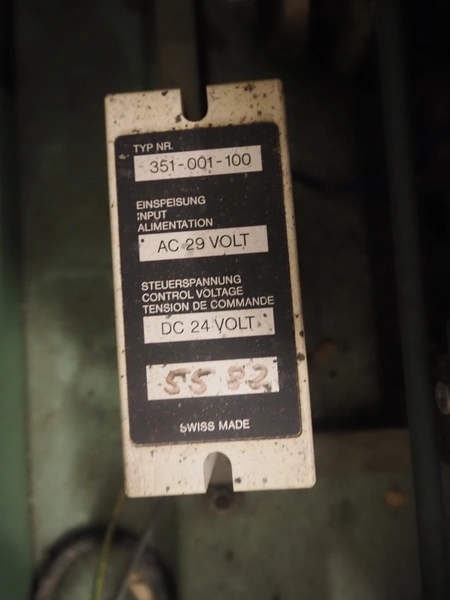 TYP NR.
351-001-100
EINSPEISUNG
INPUT
ALIMENTATION
AC 29 VOLT
STEUERSPANNUNG
CONTROL VOLTAGE
TENSION DE COMMANDE
DC 24 VOLT
55 82
SWISS MADE